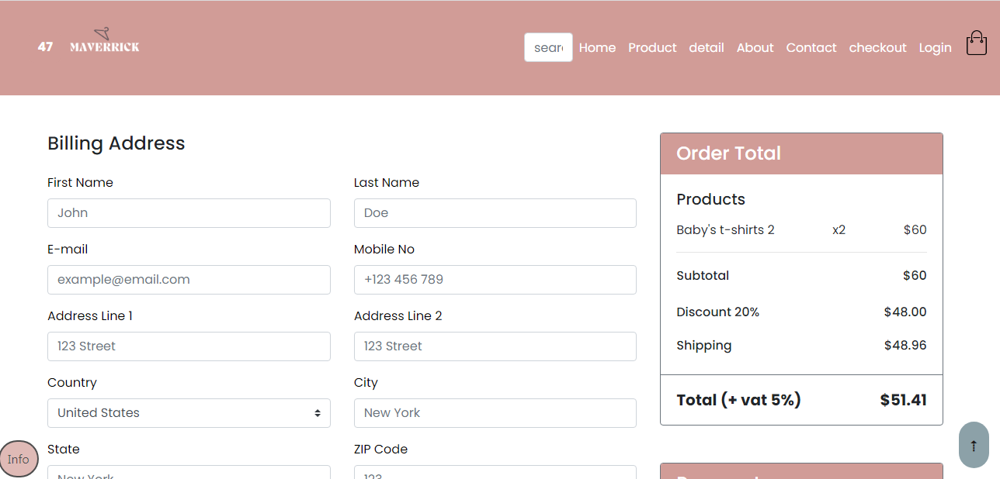 47 MAVERRICK
sear Home Product detail About Contact checkout Login
Billing Address
First Name Last Name
John Doe
E-mail Mobile No
example@email.com +123 456 789
Address Line 1 Address Line 2
123 Street 123 Street
Country City
United States New York
State ZIP Code
New York 123
Info
Order Total
Products
Baby's t-shirts 2 x2 $60
Subtotal $60
Discount 20% $48.00
Shipping $48.96
Total (+ vat 5%) $51.41